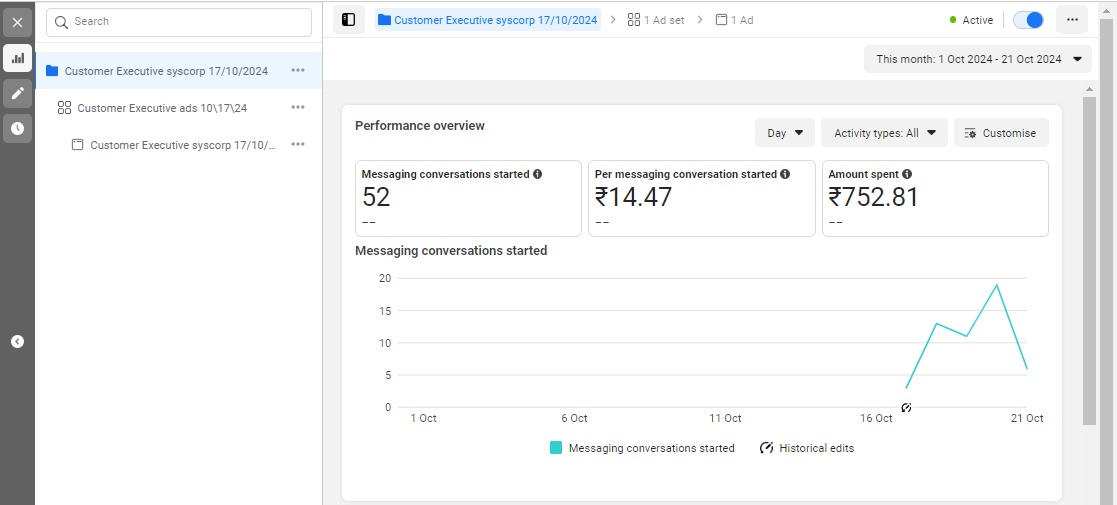 Search
Customer Executive syscorp 17/10/2024
Customer Executive ads 10\17\24
Customer Executive syscorp 17/10/...
Customer Executive syscorp 17/10/2024 1 Ad set 1 Ad
Active
This month: 1 Oct 2024 - 21 Oct 2024
Performance overview
Day
Activity types: All
Customise
Messaging conversations started
52
--
Per messaging conversation started
₹14.47
--
Amount spent
₹752.81
--
Messaging conversations started
20
15
10
5
0
1 Oct 6 Oct 11 Oct 16 Oct 21 Oct
Messaging conversations started Historical edits